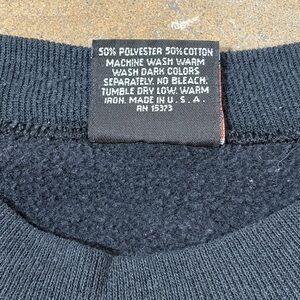 50% POLYESTER 50% COTTON
MACHINE WASH WARM
WASH DARK COLORS
SEPARATELY. NO BLEACH.
TUMBLE DRY LOW. WARM
IRON. MADE IN U.S.A.
RN 15373